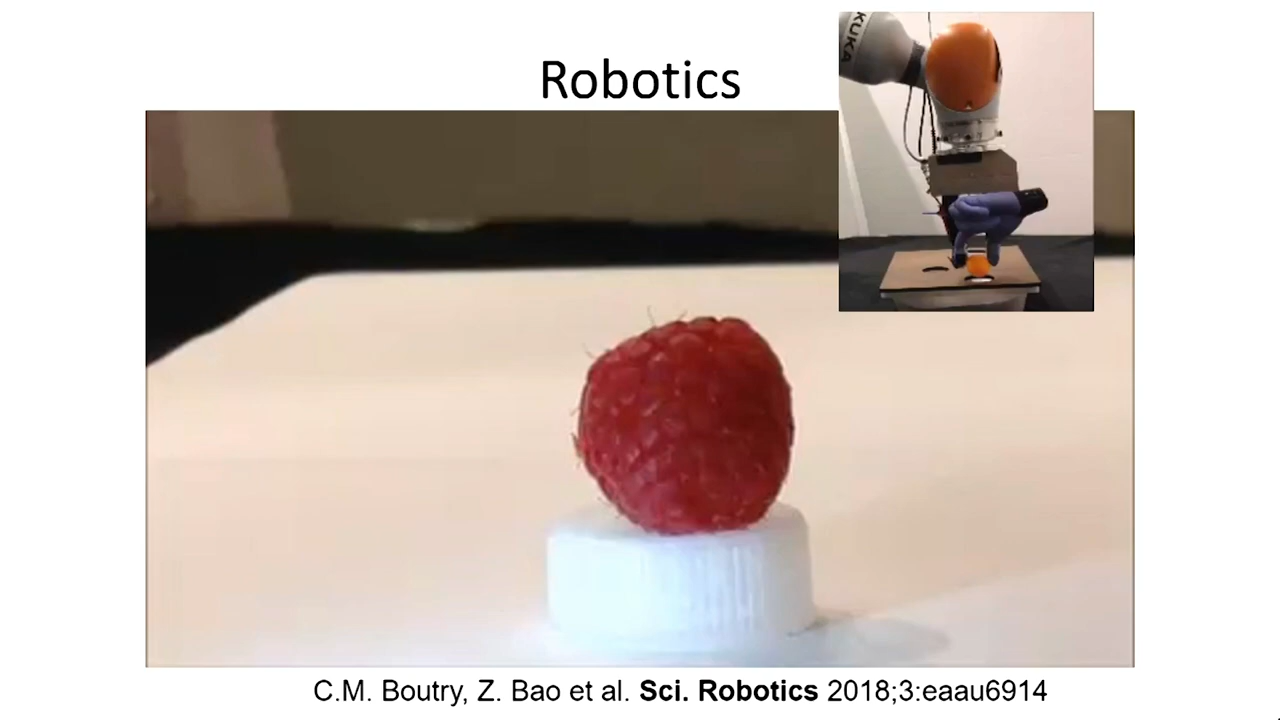 Robotics
KUKA
C.M. Boutry, Z. Bao et al. Sci. Robotics 2018;3:eaau6914